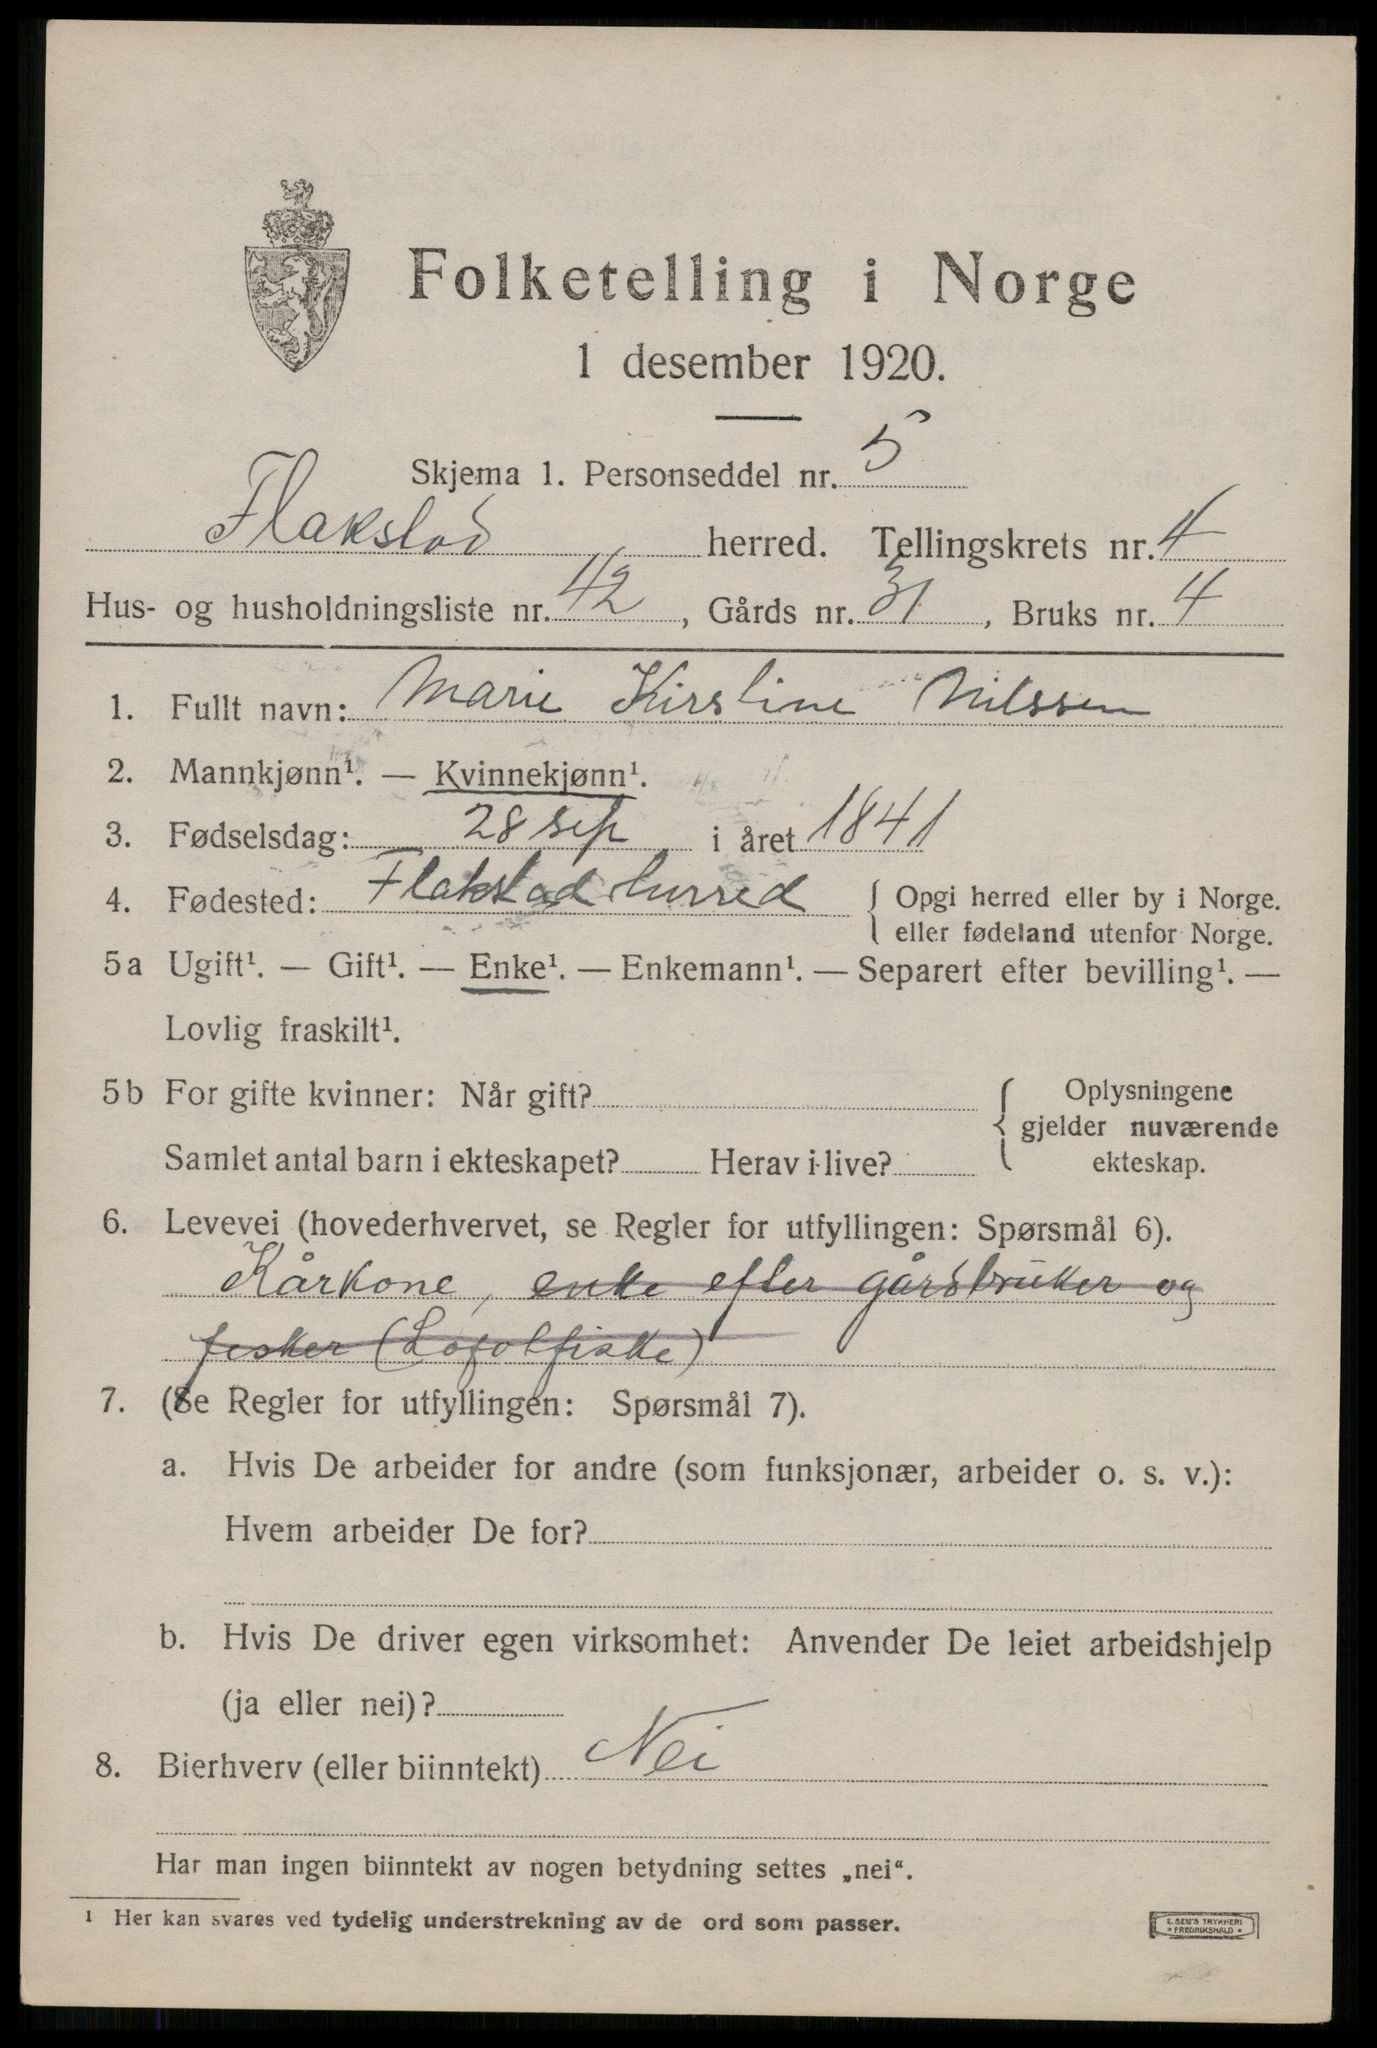 Folketelling i Norge
1 desember 1920.
Skjema 1. Personseddel nr. 5
Flakstad herred. Tellingskrets nr. 4
Hus- og husholdningsliste nr. 42, Gårds nr. 31, Bruks nr. 4
1. Fullt navn: Marie Kirstine Nilssen
2. Mannkjønn¹. — Kvinnekjønn¹.
3. Fødselsdag: 28 sep i året 1841
4. Fødested: Flakstad herred { Opgi herred eller by i Norge.
eller fødeland utenfor Norge.
5a Ugift¹. — Gift¹. — Enke¹. — Enkemann¹. — Separert efter bevilling¹. —
Lovlig fraskilt¹.
5b For gifte kvinner: Når gift?
Samlet antal barn i ekteskapet? Herav i live?
Oplysningene
gjelder nuværende
ekteskap.
6. Levevei (hovederhvervet, se Regler for utfyllingen: Spørsmål 6).
Kårkone, enke efter gårsbruker og
fisker (Lofotfiske)
7. (Se Regler for utfyllingen: Spørsmål 7).
a. Hvis De arbeider for andre (som funksjonær, arbeider o. s. v.):
Hvem arbeider De for?
b. Hvis De driver egen virksomhet: Anvender De leiet arbeidshjelp
(ja eller nei)?
8. Bierhverv (eller biinntekt) Nei
Har man ingen biinntekt av nogen betydning settes „nei“.
¹ Her kan svares ved tydelig understrekning av de ord som passer.
E. SEM'S TRYKKERI
* FREDRIKSHALD *